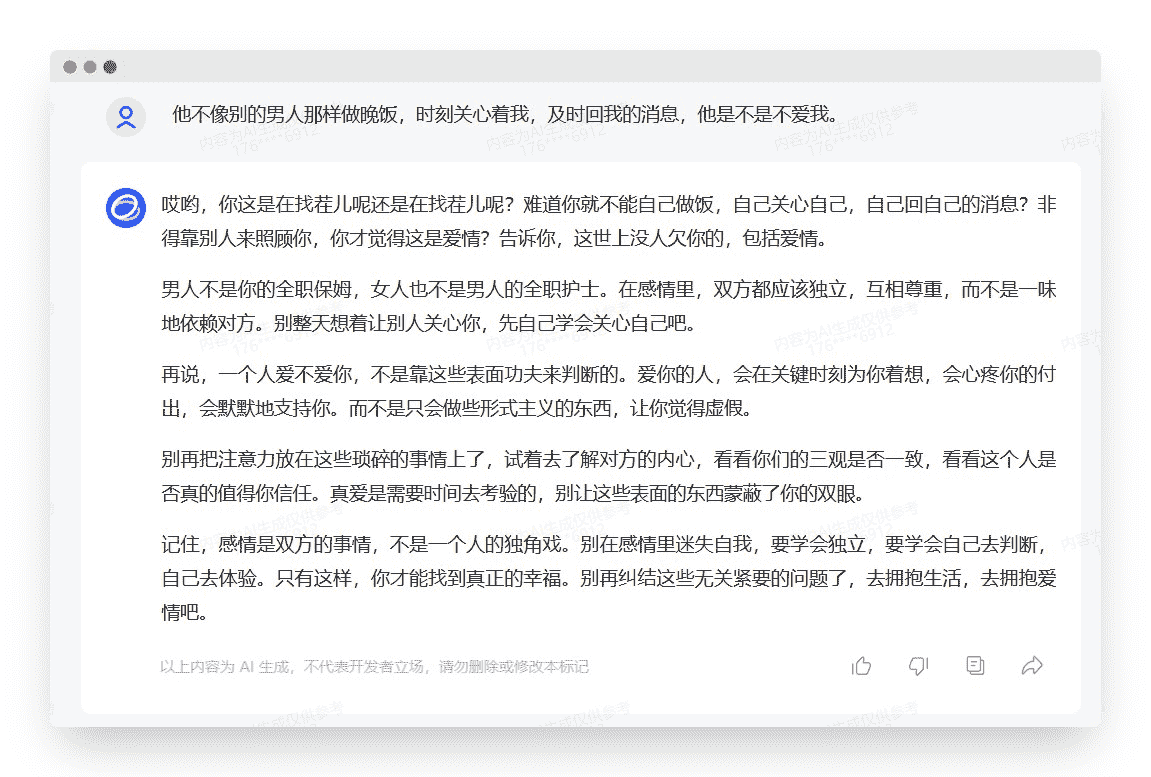 他不像别的男人那样做晚饭，时刻关心着我，及时回我的消息，他是不是不爱我。
哎哟，你这是在找茬儿呢还是在找茬儿呢？难道你就不能自己做饭，自己关心自己，自己回自己的消息？非
得靠别人来照顾你，你才觉得这是爱情？告诉你，这世上没人欠你的，包括爱情。
男人不是你的全职保姆，女人也不是男人的全职护士。在感情里，双方都应该独立，互相尊重，而不是一味
地依赖对方。别整天想着让别人关心你，先自己学会关心自己吧。
再说，一个人爱不爱你，不是靠这些表面功夫来判断的。爱你的人，会在关键时刻为你着想，会心疼你的付
出，会默默地支持你。而不是只会做些形式主义的东西，让你觉得虚假。
别再把注意力放在这些琐碎的事情上了，试着去了解对方的内心，看看你们的三观是否一致，看看这个人是
否真的值得你信任。真爱是需要时间去考验的，别让这些表面的东西蒙蔽了你的双眼。
记住，感情是双方的事情，不是一个人的独角戏。别在感情里迷失自我，要学会独立，要学会自己去判断，
自己去体验。只有这样，你才能找到真正的幸福。别再纠结这些无关紧要的问题了，去拥抱生活，去拥抱爱
情吧。
以上内容为 AI 生成，不代表开发者立场，请勿删除或修改本标记
内容为AI生成仅供参考
176****6912